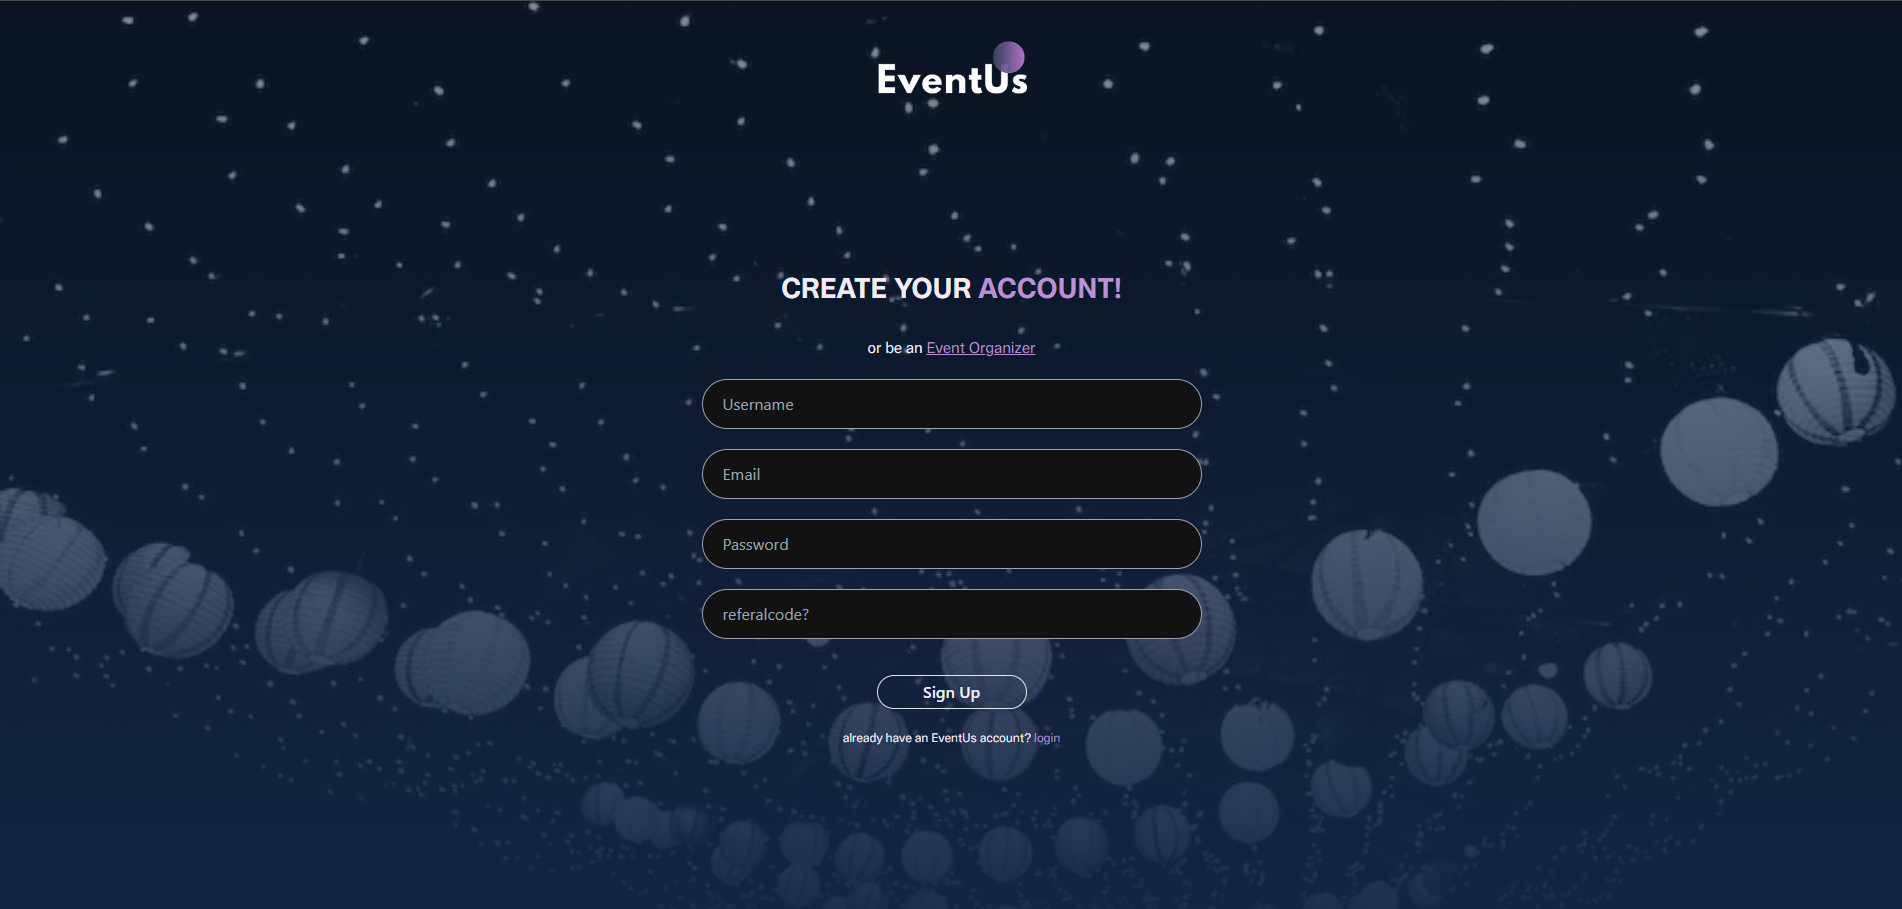 EventUs
CREATE YOUR ACCOUNT!
or be an Event Organizer
Username
Email
Password
referalcode?
Sign Up
already have an EventUs account? login